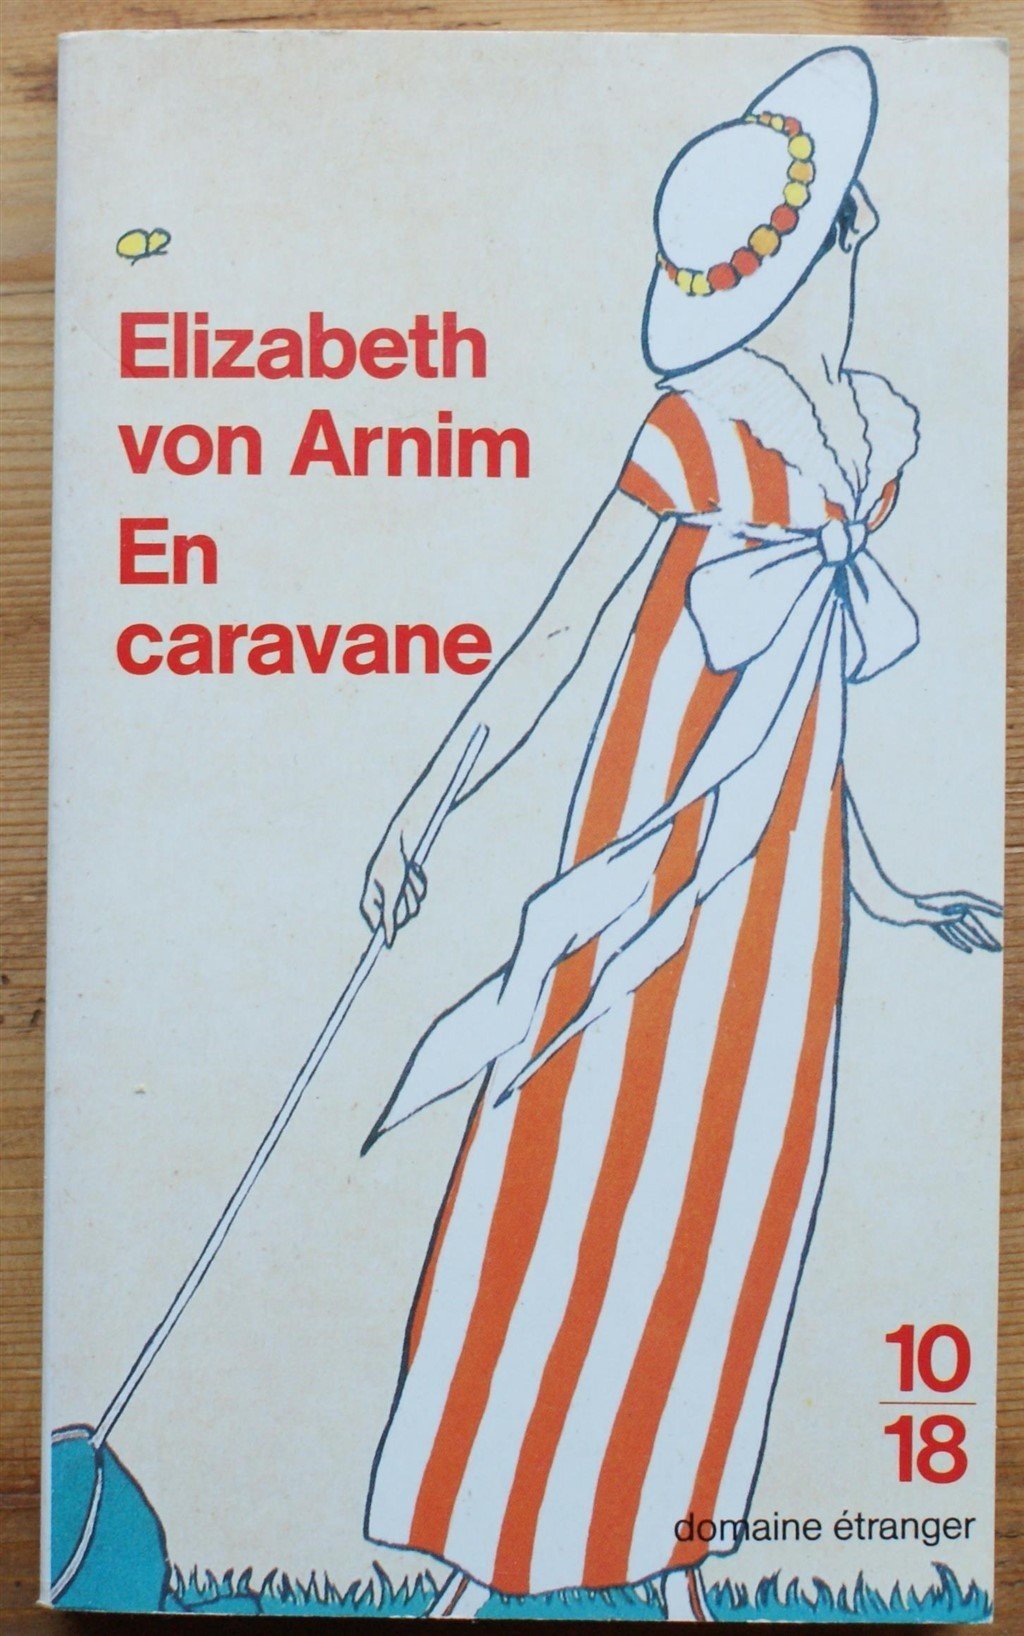 Elizabeth
von Arnim
En
caravane
10
18
domaine étranger